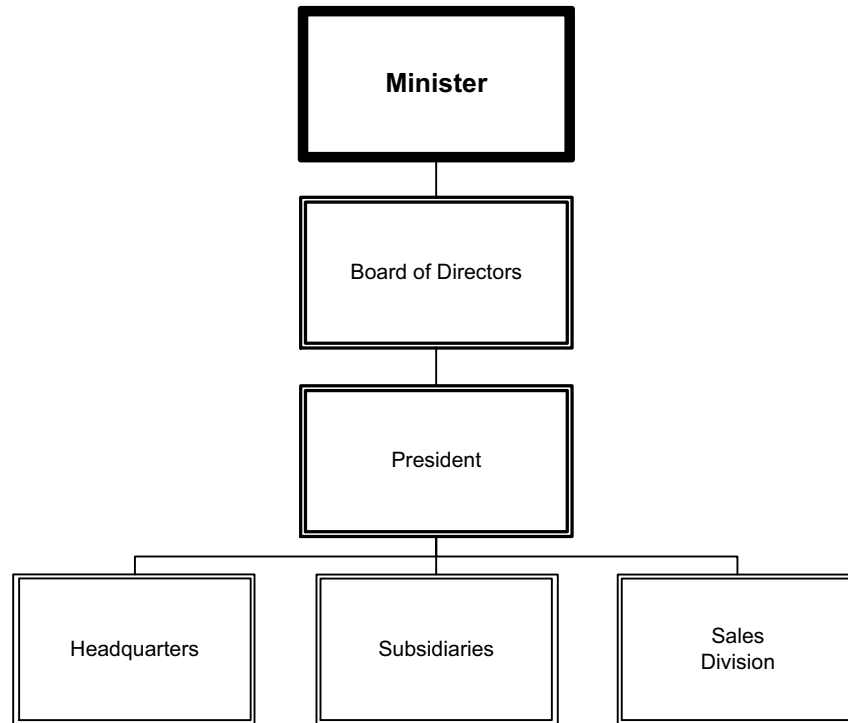 Minister
Board of Directors
President
Headquarters
Subsidiaries
Sales
Division